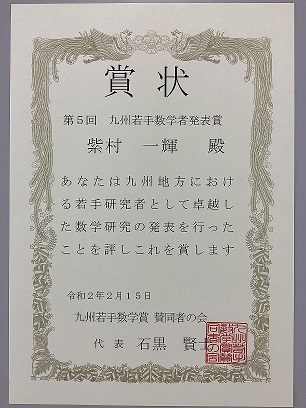 賞状
第5回 九州若手数学者発表賞
紫村 一輝 殿
あなたは九州地方におけ
る若手研究者として卓越し
た数学研究の発表を行った
ことを評しこれを賞します
令和2年2月15日
九州若手数学賞 賛同者の会
代表 石黒 賢士